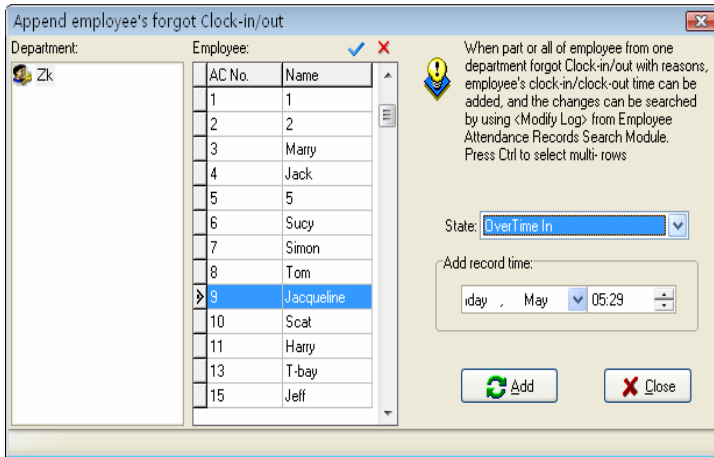 Append employee's forgot Clock-in/out
Department:
Zk
Employee:
AC No. Name
1 1
2 2
3 Marry
4 Jack
5 5
6 Sucy
7 Simon
8 Tom
9 Jacqueline
10 Scat
11 Harry
13 T-bay
15 Jeff
When part or all of employee from one
department forgot Clock-in/out with reasons,
employee's clock-in/clock-out time can be
added, and the changes can be searched
by using <Modify Log> from Employee
Attendance Records Search Module.
Press Ctrl to select multi- rows
State: OverTime In
Add record time:
day , May 05:29
Add
Close